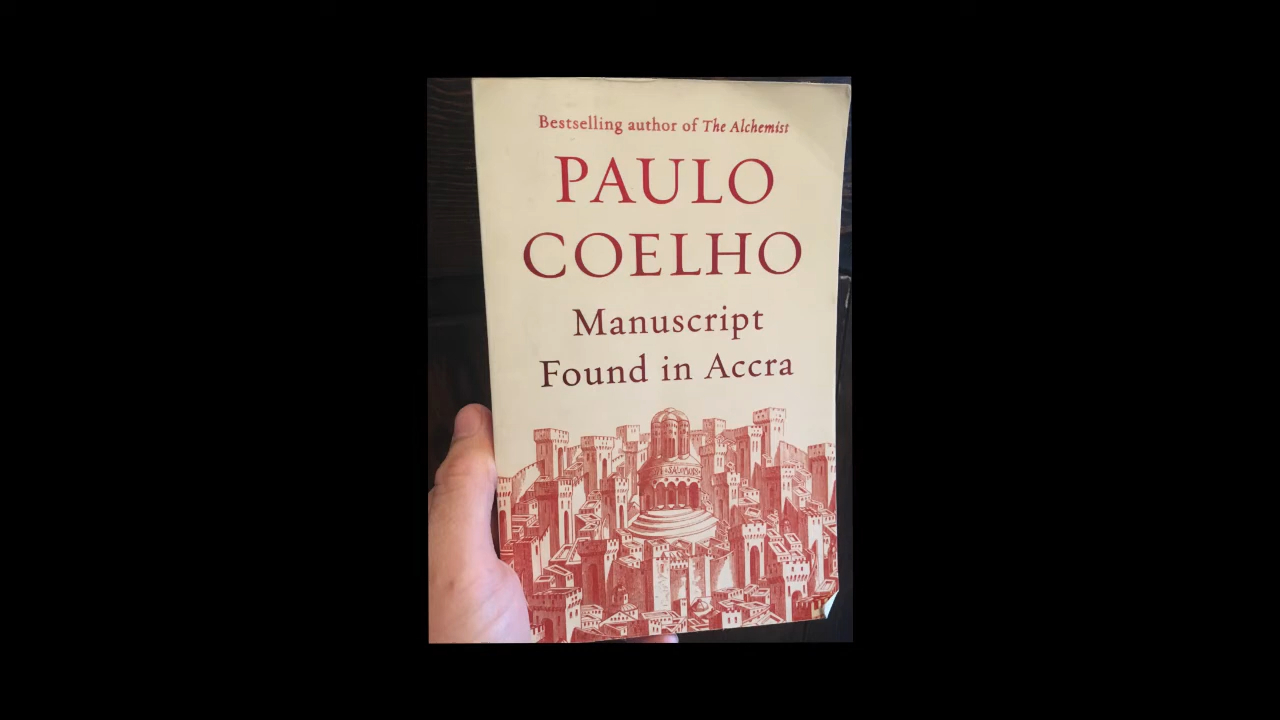 Bestselling author of The Alchemist
PAULO
COELHO
Manuscript
Found in Accra